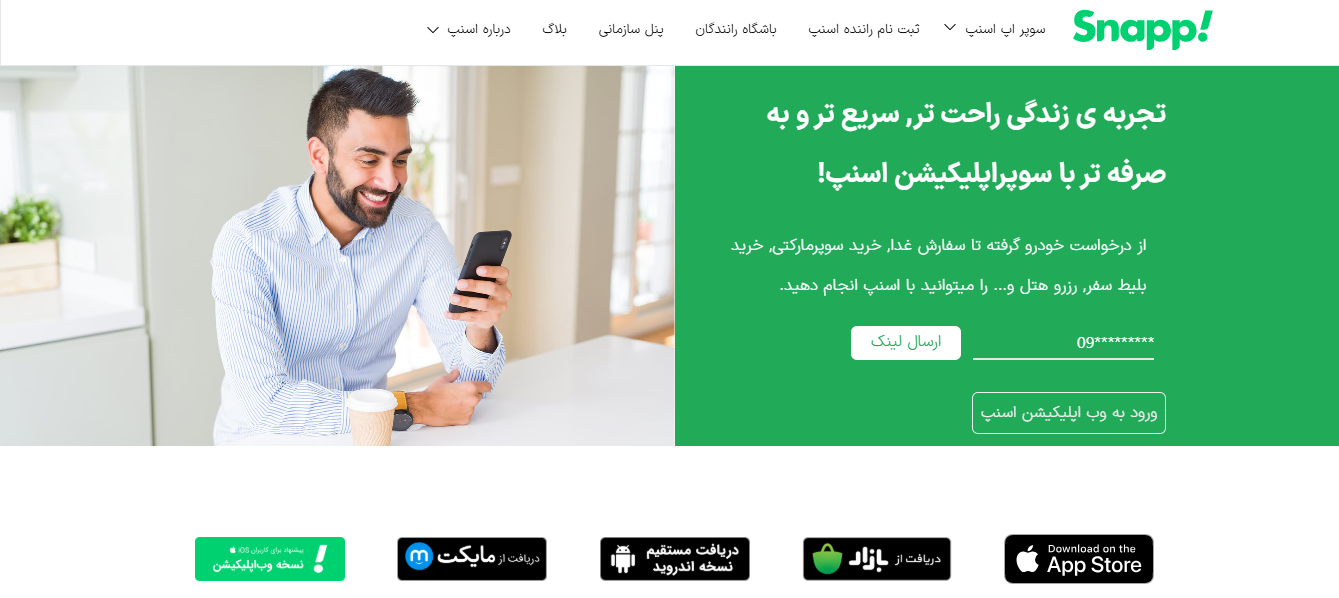 Snapp!
سوپر اپ اسنپ
ثبت نام راننده اسنپ
باشگاه رانندگان
پنل سازمانی
بلاگ
درباره اسنپ
تجربه ی زندگی راحت تر, سریع تر و به
صرفه تر با سوپراپلیکیشن اسنپ!
از درخواست خودرو گرفته تا سفارش غدا, خرید سوپرمارکتی, خرید
بلیط سفر, رزرو هتل و... را میتوانید با اسنپ انجام دهید.
09*********
ارسال لینک
ورود به وب اپلیکیشن اسنپ
Download on the
App Store
دریافت از بازار
دریافت مستقیم
نسخه اندروید
دریافت از مایکت
پیشنهاد برای کاربران iOS
نسخه وب‌اپلیکیشن